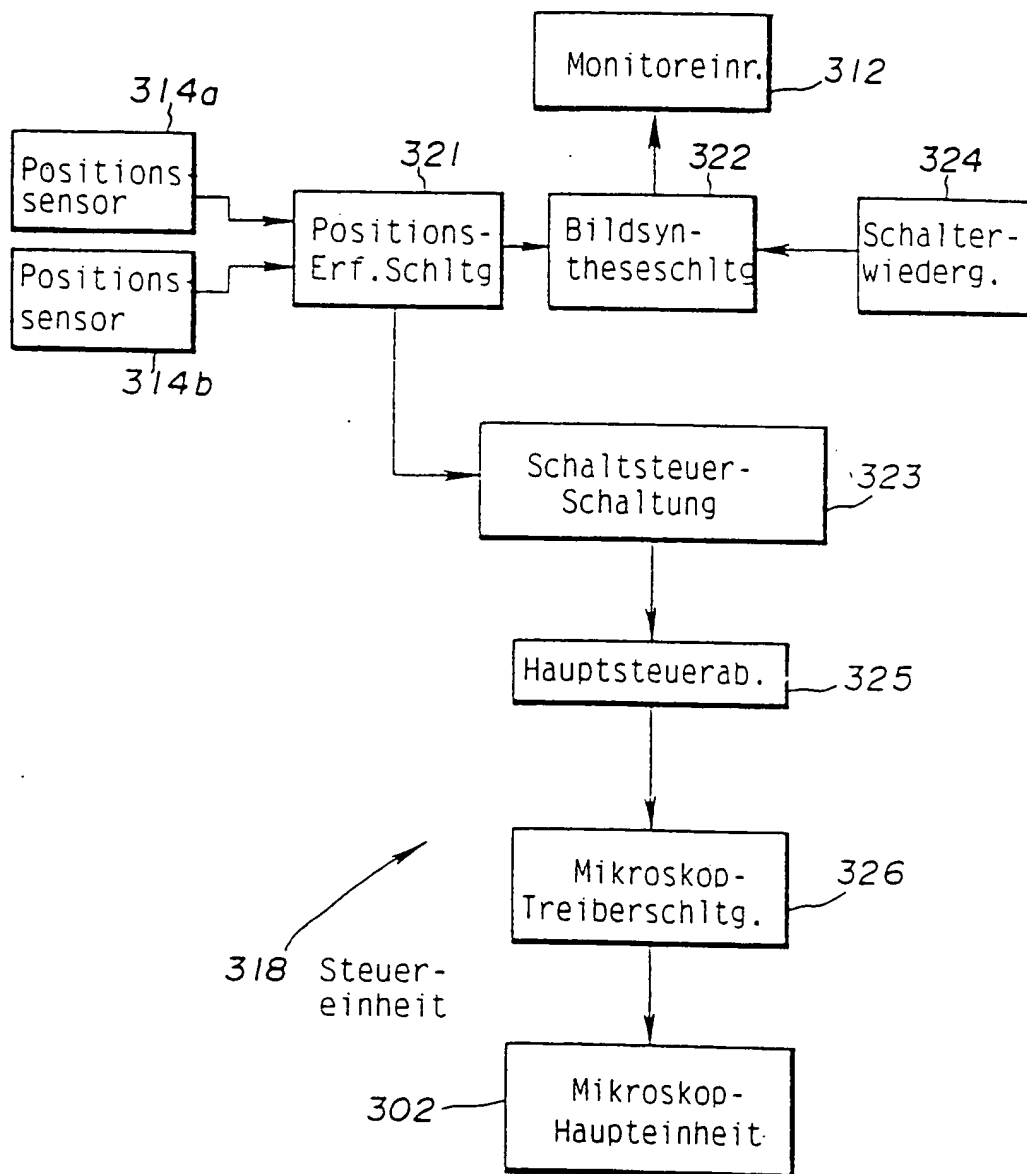 Monitoreinr.
312
314a
Positions-
sensor
321
322
324
Positions-
Erf.Schltg
Bildsyn-
theseschltg
Schalter-
wiederg.
Positions-
sensor
314b
Schaltsteuer-
Schaltung
323
Hauptsteuerab.
325
Mikroskop-
Treiberschltg.
326
318 Steuer-
einheit
302
Mikroskop-
Haupteinheit